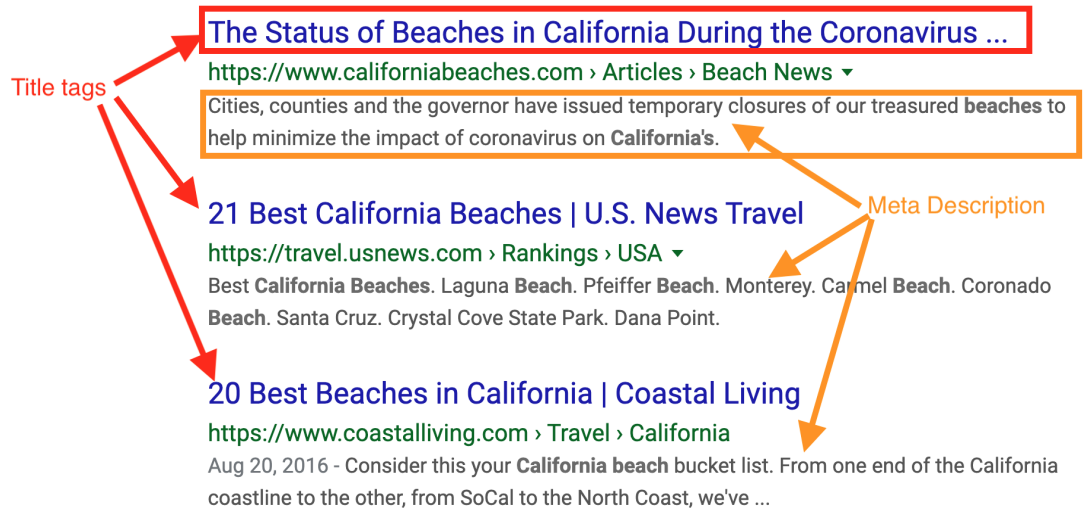 The Status of Beaches in California During the Coronavirus ...
Title tags
https://www.californiabeaches.com › Articles › Beach News ▼
Cities, counties and the governor have issued temporary closures of our treasured beaches to
help minimize the impact of coronavirus on California's.
21 Best California Beaches | U.S. News Travel
Meta Description
https://travel.usnews.com › Rankings › USA ▼
Best California Beaches. Laguna Beach. Pfeiffer Beach. Monterey. Carmel Beach. Coronado
Beach. Santa Cruz. Crystal Cove State Park. Dana Point.
20 Best Beaches in California | Coastal Living
https://www.coastalliving.com › Travel › California
Aug 20, 2016 - Consider this your California beach bucket list. From one end of the California
coastline to the other, from SoCal to the North Coast, we've ...